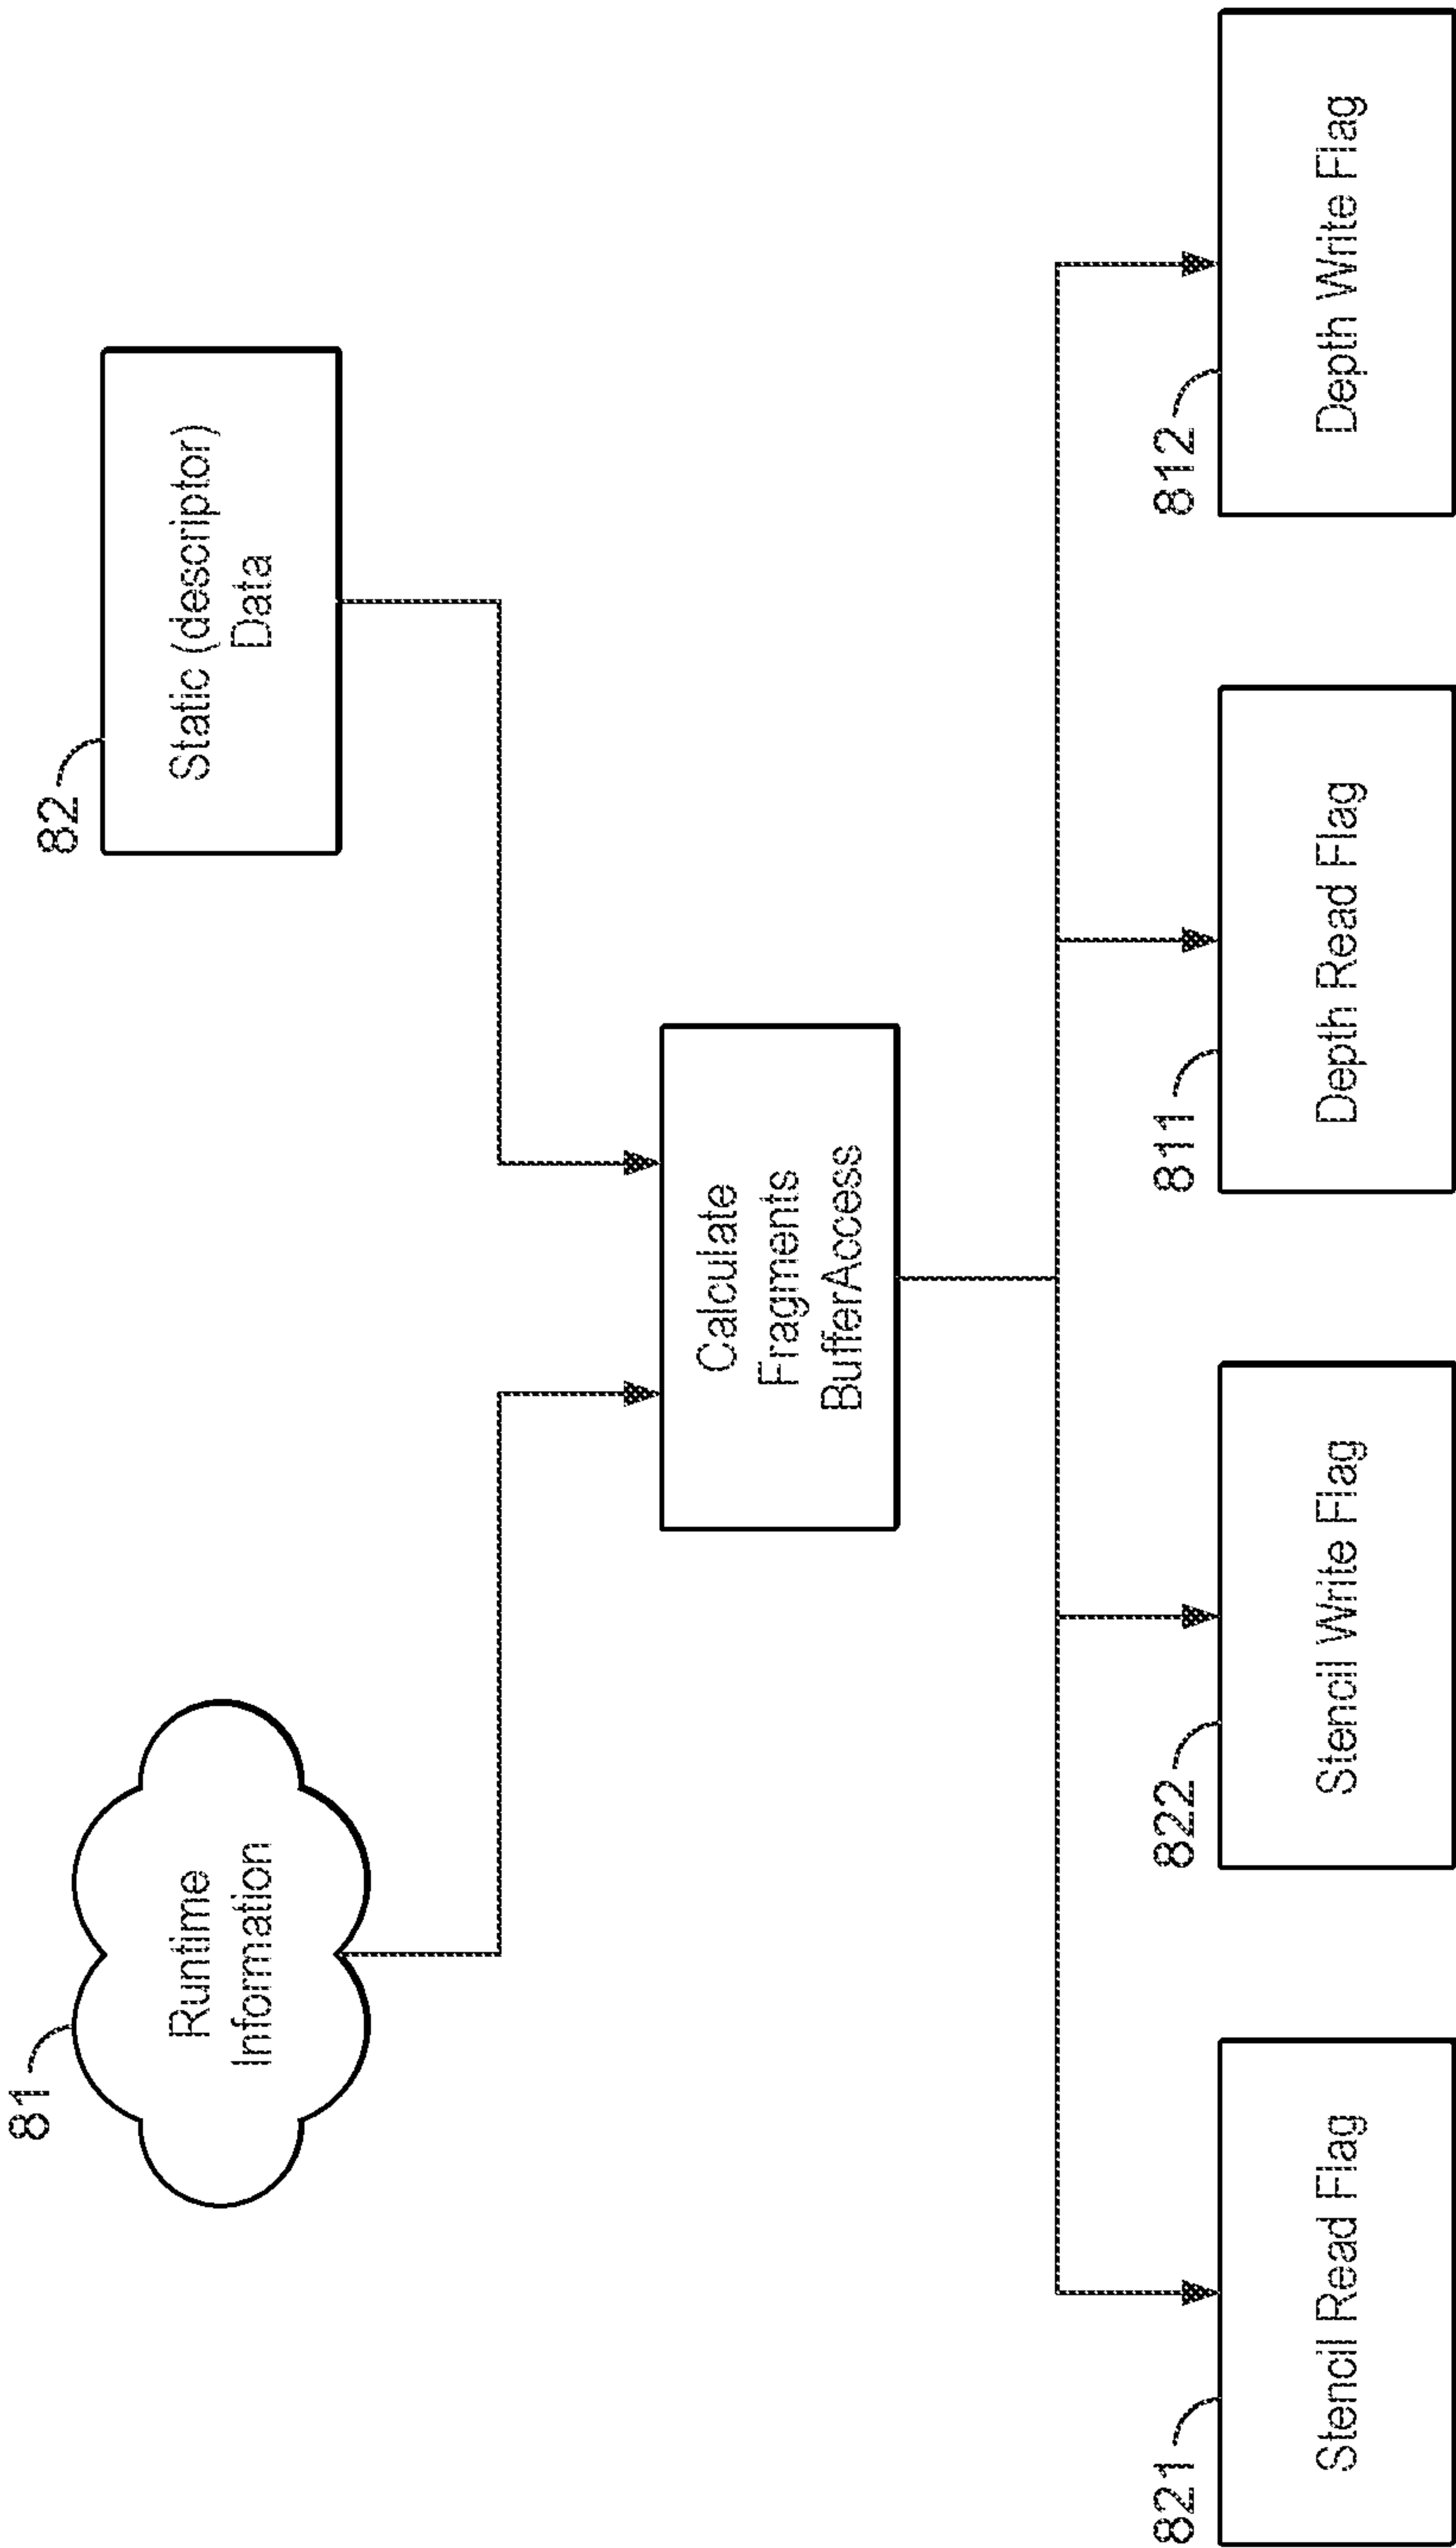 81
Runtime
Information
82
Static (descriptor)
Data
Calculate
Fragments
BufferAccess
821
Stencil Read Flag
822
Stencil Write Flag
811
Depth Read Flag
812
Depth Write Flag